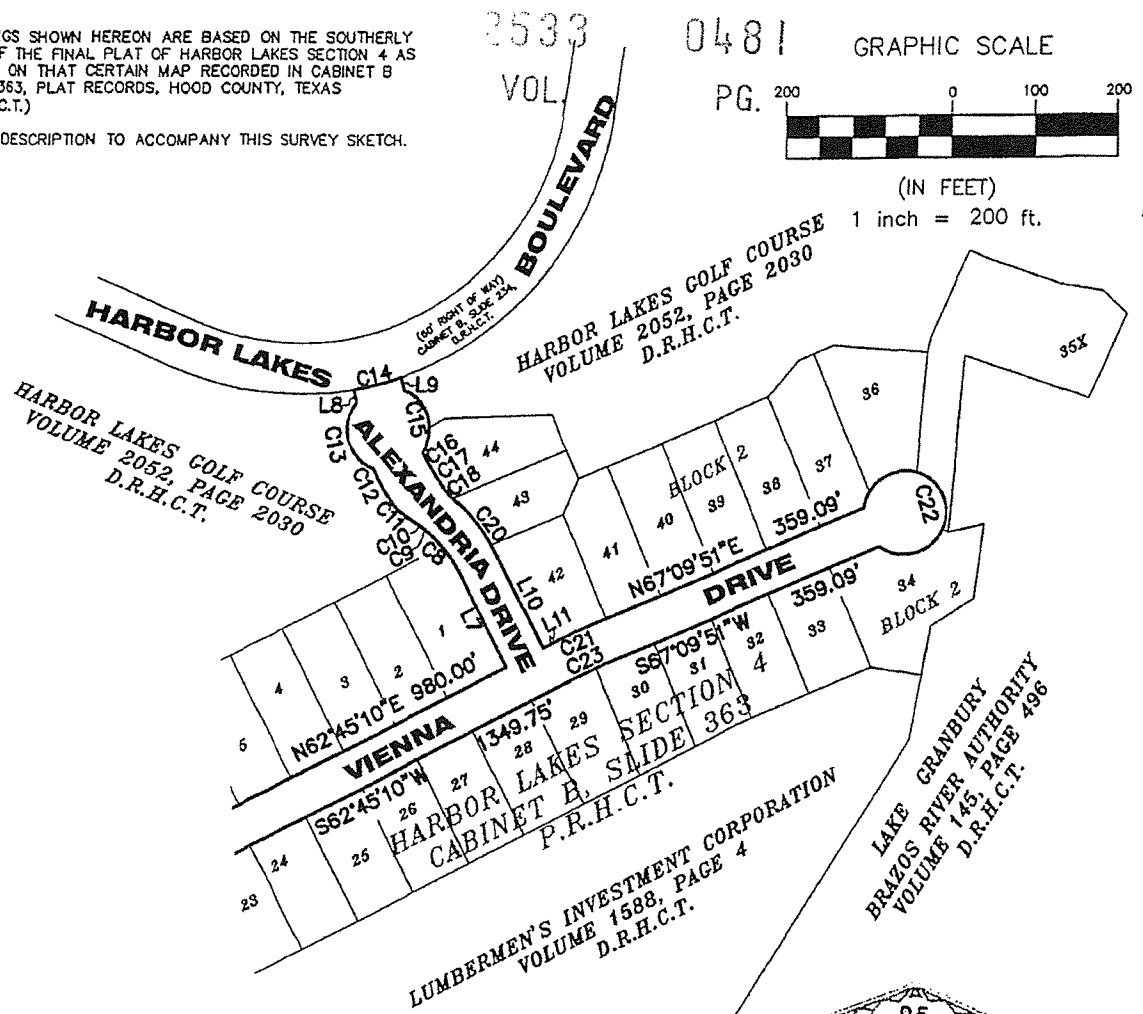 GS SHOWN HEREON ARE BASED ON THE SOUTHERLY
F THE FINAL PLAT OF HARBOR LAKES SECTION 4 AS
ON THAT CERTAIN MAP RECORDED IN CABINET B
363, PLAT RECORDS, HOOD COUNTY, TEXAS
C.T.)
DESCRIPTION TO ACCOMPANY THIS SURVEY SKETCH.
2533
VOL.
0481
PG.
GRAPHIC SCALE
200 0 100 200
(IN FEET)
1 inch = 200 ft.
HARBOR LAKES BOULEVARD
(60' RIGHT OF WAY)
CABINET B, SLIDE 234,
D.R.H.C.T.
HARBOR LAKES GOLF COURSE
VOLUME 2052, PAGE 2030
D.R.H.C.T.
HARBOR LAKES GOLF COURSE
VOLUME 2052, PAGE 2030
D.R.H.C.T.
C14
L8
L9
C13
C15
C12
C16
C17
C18
C11
C10
C9
C8
C20
ALEXANDRIA DRIVE
L7
L10
L11
C21
C23
C22
44
43
42
41
40
39
38
37
36
35X
BLOCK 2
N67°09'51"E 359.09'
DRIVE
S67°09'51"W 359.09'
34
BLOCK 2
33
32
31
30
29
28
27
26
25
24
23
1
2
3
4
5
N62°45'10"E 980.00'
VIENNA
S62°45'10"W 1349.75'
HARBOR LAKES SECTION 4
CABINET B, SLIDE 363
P.R.H.C.T.
LUMBERMEN'S INVESTMENT CORPORATION
VOLUME 1588, PAGE 4
D.R.H.C.T.
LAKE GRANBURY
BRAZOS RIVER AUTHORITY
VOLUME 145, PAGE 496
D.R.H.C.T.